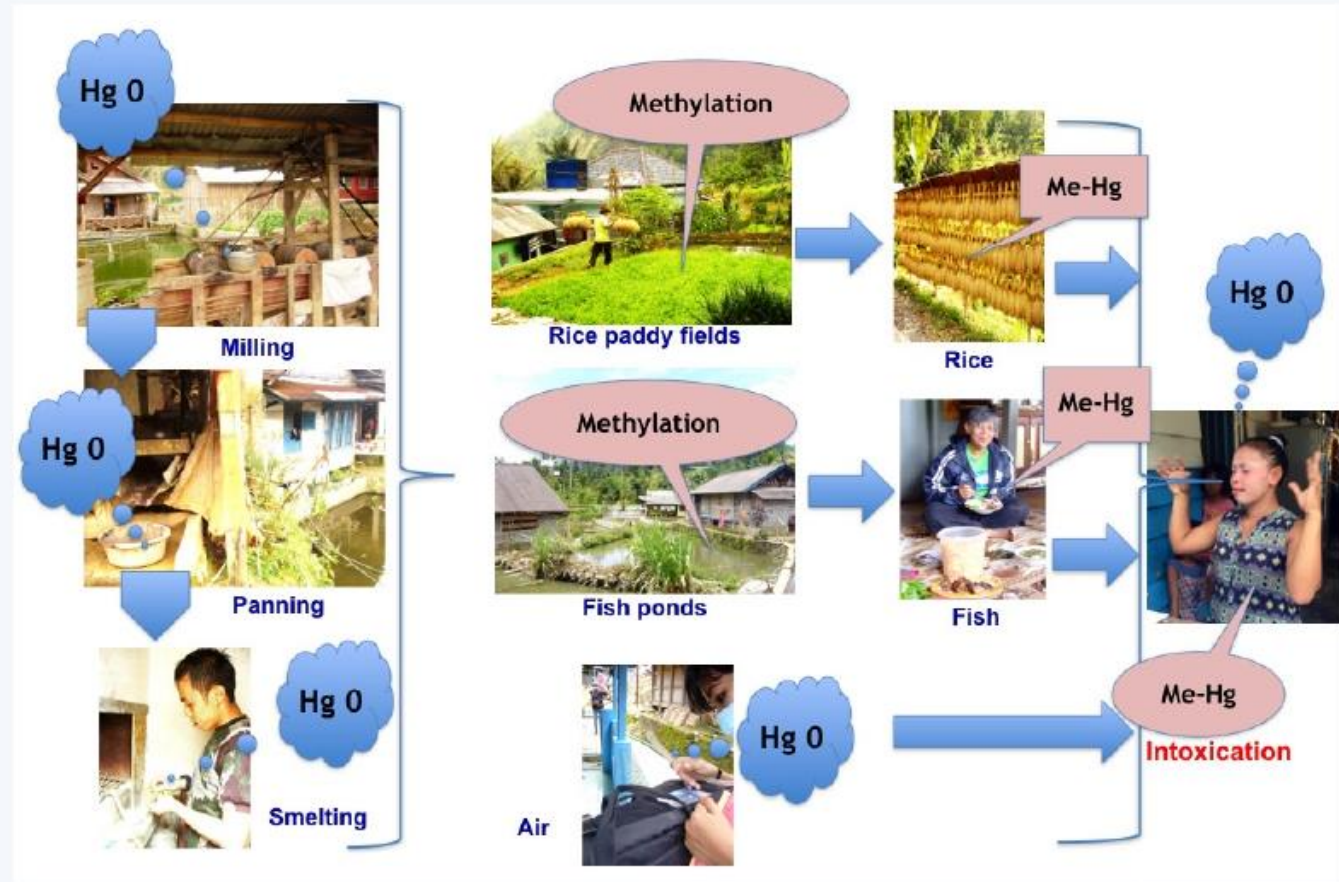 Hg 0
Milling
Hg 0
Panning
Hg 0
Smelting
Methylation
Rice paddy fields
Me-Hg
Rice
Methylation
Fish ponds
Me-Hg
Fish
Hg 0
Air
Hg 0
Me-Hg
Intoxication